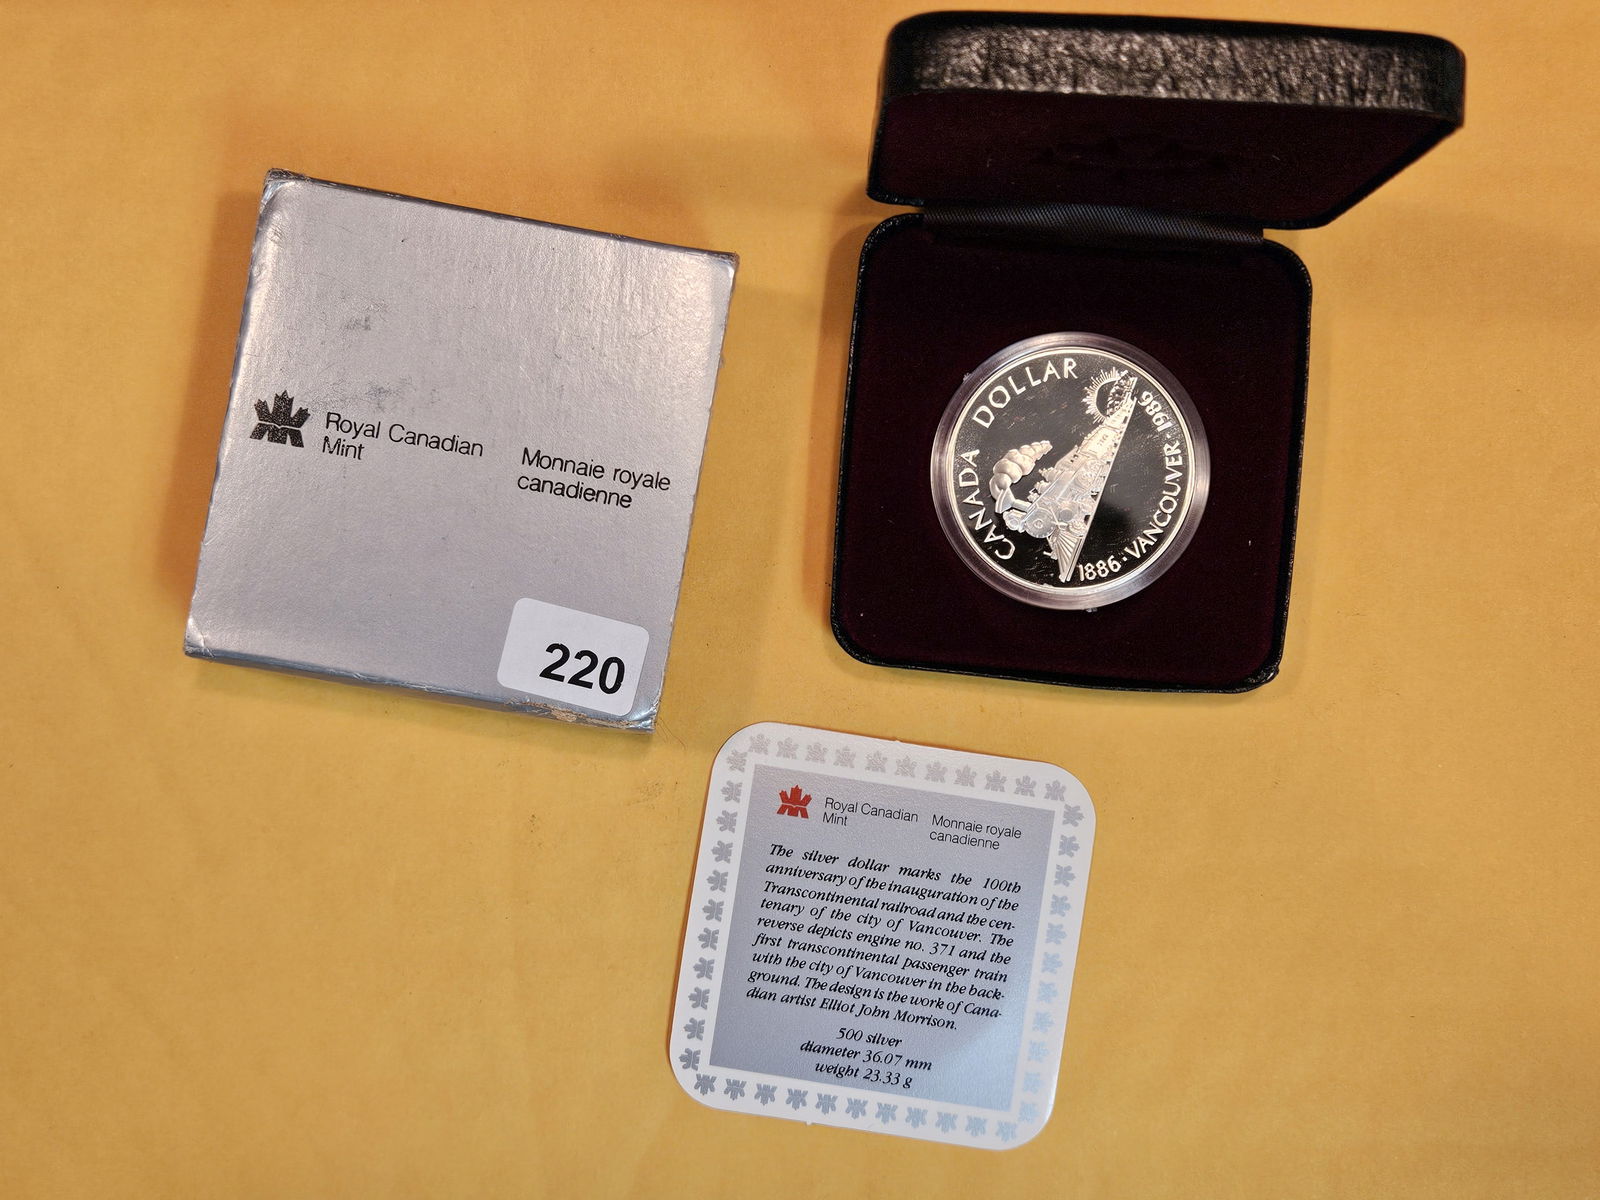 Royal Canadian
Mint
Monnaie royale
canadienne
220
CANADA DOLLAR
1886 · VANCOUVER · 1986
Royal Canadian
Mint
Monnaie royale
canadienne
The silver dollar marks the 100th
anniversary of the inauguration of the
Transcontinental railroad and the cen-
tenary of the city of Vancouver. The
reverse depicts engine no. 371 and the
first transcontinental passenger train
with the city of Vancouver in the back-
ground. The design is the work of Cana-
dian artist Elliot John Morrison.
500 silver
diameter 36.07 mm
weight 23.33 g